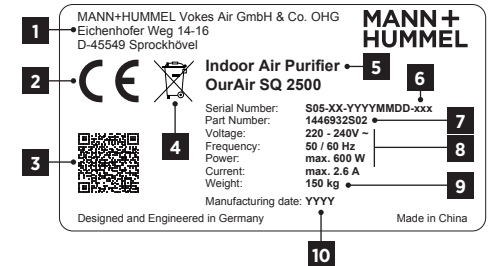 MANN+HUMMEL Vokes Air GmbH & Co. OHG
Eichenhofer Weg 14-16
D-45549 Sprockhövel
MANN+
HUMMEL
1
2
3
CE
4
Indoor Air Purifier
OurAir SQ 2500
5
6
Serial Number: S05-XX-YYYYMMDD-xxx
Part Number: 1446932S02
7
Voltage: 220 - 240V ~
Frequency: 50 / 60 Hz
8
Power: max. 600 W
Current: max. 2.6 A
Weight: 150 kg
9
Manufacturing date: YYYY
Designed and Engineered in Germany
Made in China
10